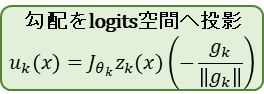 勾配をlogits空間へ投影
u_k(x) = J_{θ_k} z_k(x) (− g_k / ‖g_k‖)